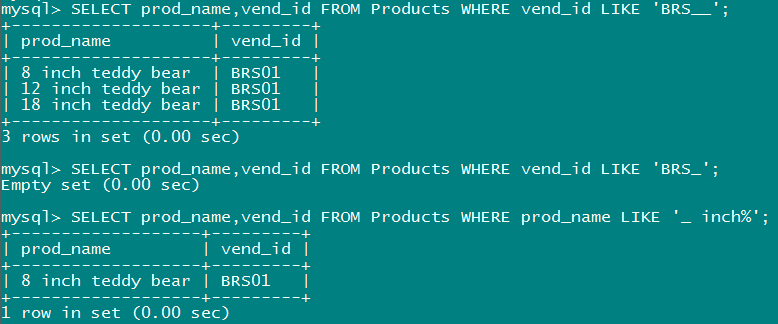 mysql> SELECT prod_name,vend_id FROM Products WHERE vend_id LIKE 'BRS__';
+--------------------+---------+
| prod_name          | vend_id |
+--------------------+---------+
| 8 inch teddy bear  | BRS01   |
| 12 inch teddy bear | BRS01   |
| 18 inch teddy bear | BRS01   |
+--------------------+---------+
3 rows in set (0.00 sec)
mysql> SELECT prod_name,vend_id FROM Products WHERE vend_id LIKE 'BRS_';
Empty set (0.00 sec)
mysql> SELECT prod_name,vend_id FROM Products WHERE prod_name LIKE '_ inch%';
+-------------------+---------+
| prod_name         | vend_id |
+-------------------+---------+
| 8 inch teddy bear | BRS01   |
+-------------------+---------+
1 row in set (0.00 sec)